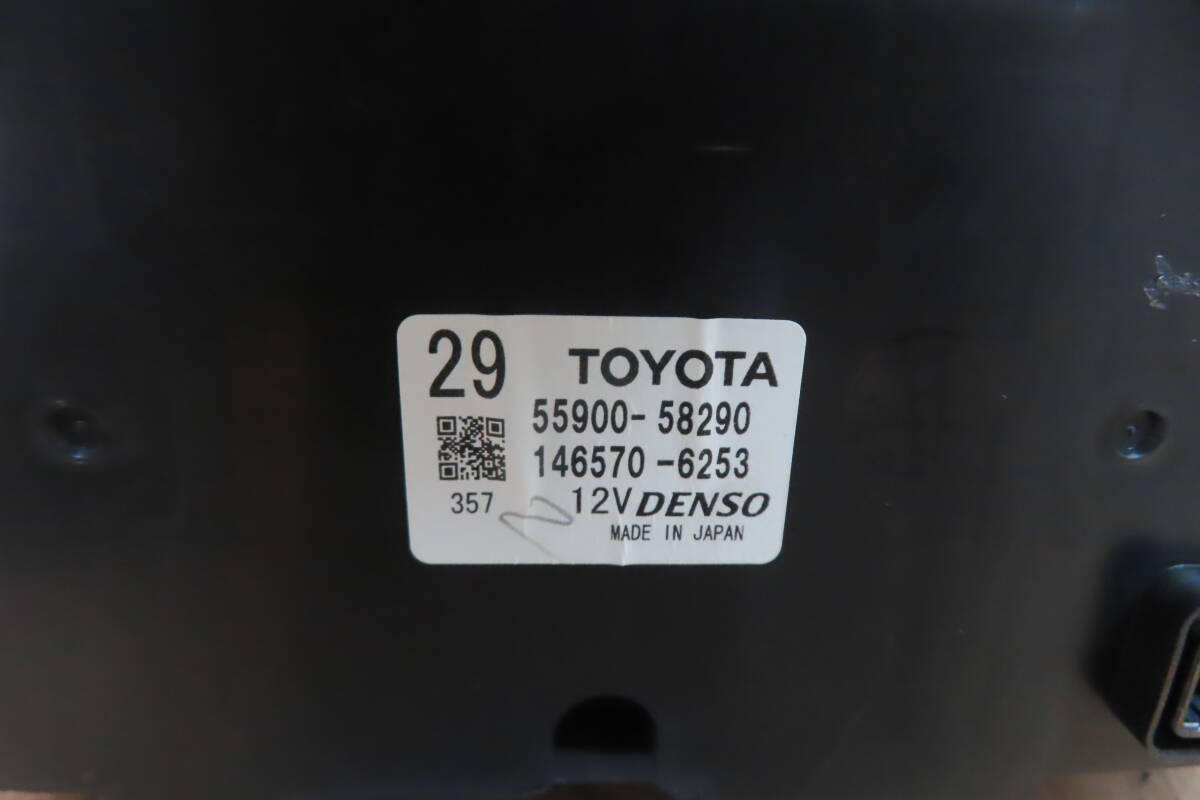 29 TOYOTA
55900-58290
146570-6253
357 12V DENSO
MADE IN JAPAN